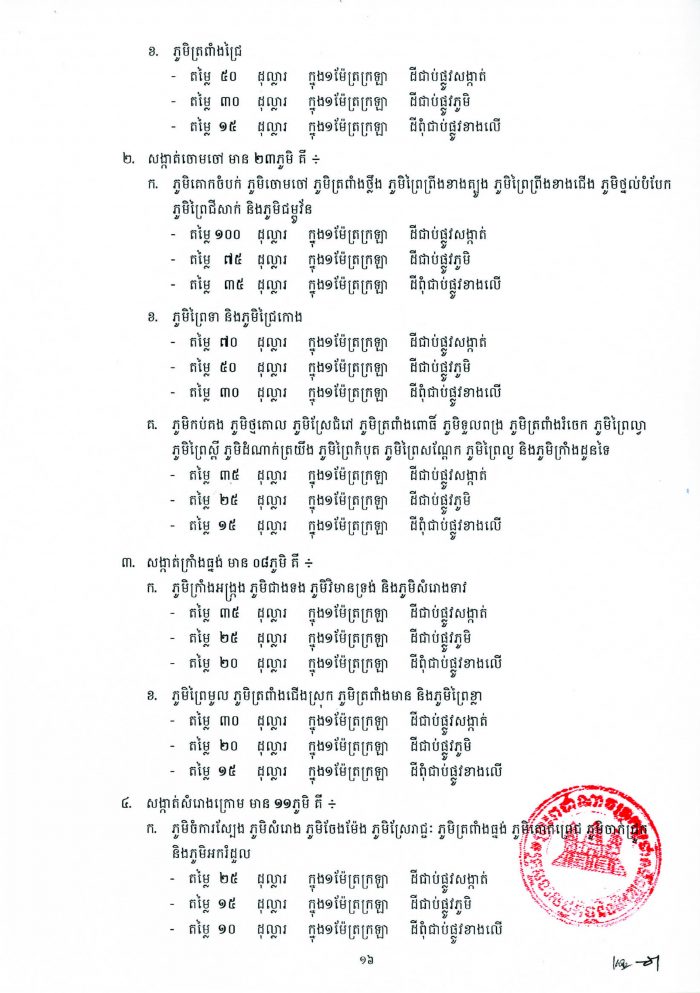 ខ. ភូមិត្រពាំងជ្រៃ
- តម្លៃ ៥០ ដុល្លារ ក្នុង១ម៉ែត្រក្រឡា ដីជាប់ផ្លូវសង្កាត់
- តម្លៃ ៣០ ដុល្លារ ក្នុង១ម៉ែត្រក្រឡា ដីជាប់ផ្លូវភូមិ
- តម្លៃ ១៥ ដុល្លារ ក្នុង១ម៉ែត្រក្រឡា ដីពុំជាប់ផ្លូវខាងលើ
២. សង្កាត់ចោមចៅ មាន ២៣ភូមិ គឺ ÷
ក. ភូមិគោកចំបក់ ភូមិចោមចៅ ភូមិត្រពាំងថ្លឹង ភូមិព្រៃព្រីងខាងត្បូង ភូមិព្រៃព្រីងខាងជើង ភូមិថ្នល់បំបែក
ភូមិព្រៃជីសាក់ និងភូមិជម្ពូវ័ន
- តម្លៃ ១០០ ដុល្លារ ក្នុង១ម៉ែត្រក្រឡា ដីជាប់ផ្លូវសង្កាត់
- តម្លៃ ៧៥ ដុល្លារ ក្នុង១ម៉ែត្រក្រឡា ដីជាប់ផ្លូវភូមិ
- តម្លៃ ៣៥ ដុល្លារ ក្នុង១ម៉ែត្រក្រឡា ដីពុំជាប់ផ្លូវខាងលើ
ខ. ភូមិព្រៃទា និងភូមិជ្រៃកោង
- តម្លៃ ៧០ ដុល្លារ ក្នុង១ម៉ែត្រក្រឡា ដីជាប់ផ្លូវសង្កាត់
- តម្លៃ ៥០ ដុល្លារ ក្នុង១ម៉ែត្រក្រឡា ដីជាប់ផ្លូវភូមិ
- តម្លៃ ៣០ ដុល្លារ ក្នុង១ម៉ែត្រក្រឡា ដីពុំជាប់ផ្លូវខាងលើ
គ. ភូមិកប់គង ភូមិថ្មគោល ភូមិស្រែជំរៅ ភូមិត្រពាំងពោធិ៍ ភូមិទួលពង្រ ភូមិត្រពាំងរំចេក ភូមិព្រៃល្វា
ភូមិព្រៃស្ពឺ ភូមិដំណាក់ត្រយឹង ភូមិព្រៃកំបុត ភូមិព្រៃសណ្តែក ភូមិព្រៃល្ង និងភូមិក្រាំងដូនទៃ
- តម្លៃ ៣៥ ដុល្លារ ក្នុង១ម៉ែត្រក្រឡា ដីជាប់ផ្លូវសង្កាត់
- តម្លៃ ២៥ ដុល្លារ ក្នុង១ម៉ែត្រក្រឡា ដីជាប់ផ្លូវភូមិ
- តម្លៃ ១៥ ដុល្លារ ក្នុង១ម៉ែត្រក្រឡា ដីពុំជាប់ផ្លូវខាងលើ
៣. សង្កាត់ក្រាំងធ្នង់ មាន ០៨ភូមិ គឺ ÷
ក. ភូមិក្រាំងអង្ក្រង ភូមិជាងទង ភូមិវិមានទ្រង់ និងភូមិសំរោងទាវ
- តម្លៃ ៣៥ ដុល្លារ ក្នុង១ម៉ែត្រក្រឡា ដីជាប់ផ្លូវសង្កាត់
- តម្លៃ ២៥ ដុល្លារ ក្នុង១ម៉ែត្រក្រឡា ដីជាប់ផ្លូវភូមិ
- តម្លៃ ២០ ដុល្លារ ក្នុង១ម៉ែត្រក្រឡា ដីពុំជាប់ផ្លូវខាងលើ
ខ. ភូមិព្រៃមូល ភូមិត្រពាំងជើងស្រុក ភូមិត្រពាំងមាន និងភូមិព្រៃខ្លា
- តម្លៃ ៣០ ដុល្លារ ក្នុង១ម៉ែត្រក្រឡា ដីជាប់ផ្លូវសង្កាត់
- តម្លៃ ២០ ដុល្លារ ក្នុង១ម៉ែត្រក្រឡា ដីជាប់ផ្លូវភូមិ
- តម្លៃ ១៥ ដុល្លារ ក្នុង១ម៉ែត្រក្រឡា ដីពុំជាប់ផ្លូវខាងលើ
៤. សង្កាត់សំរោងក្រោម មាន ១១ភូមិ គឺ ÷
ក. ភូមិចំការស្បែង ភូមិសំរោង ភូមិចែងម៉ែង ភូមិស្រែរាជ្ជៈ ភូមិត្រពាំងធ្នង់
និងភូមិអករំដួល
- តម្លៃ ២៥ ដុល្លារ ក្នុង១ម៉ែត្រក្រឡា ដីជាប់ផ្លូវសង្កាត់
- តម្លៃ ១៥ ដុល្លារ ក្នុង១ម៉ែត្រក្រឡា ដីជាប់ផ្លូវភូមិ
- តម្លៃ ១០ ដុល្លារ ក្នុង១ម៉ែត្រក្រឡា ដីពុំជាប់ផ្លូវខាងលើ
១៦